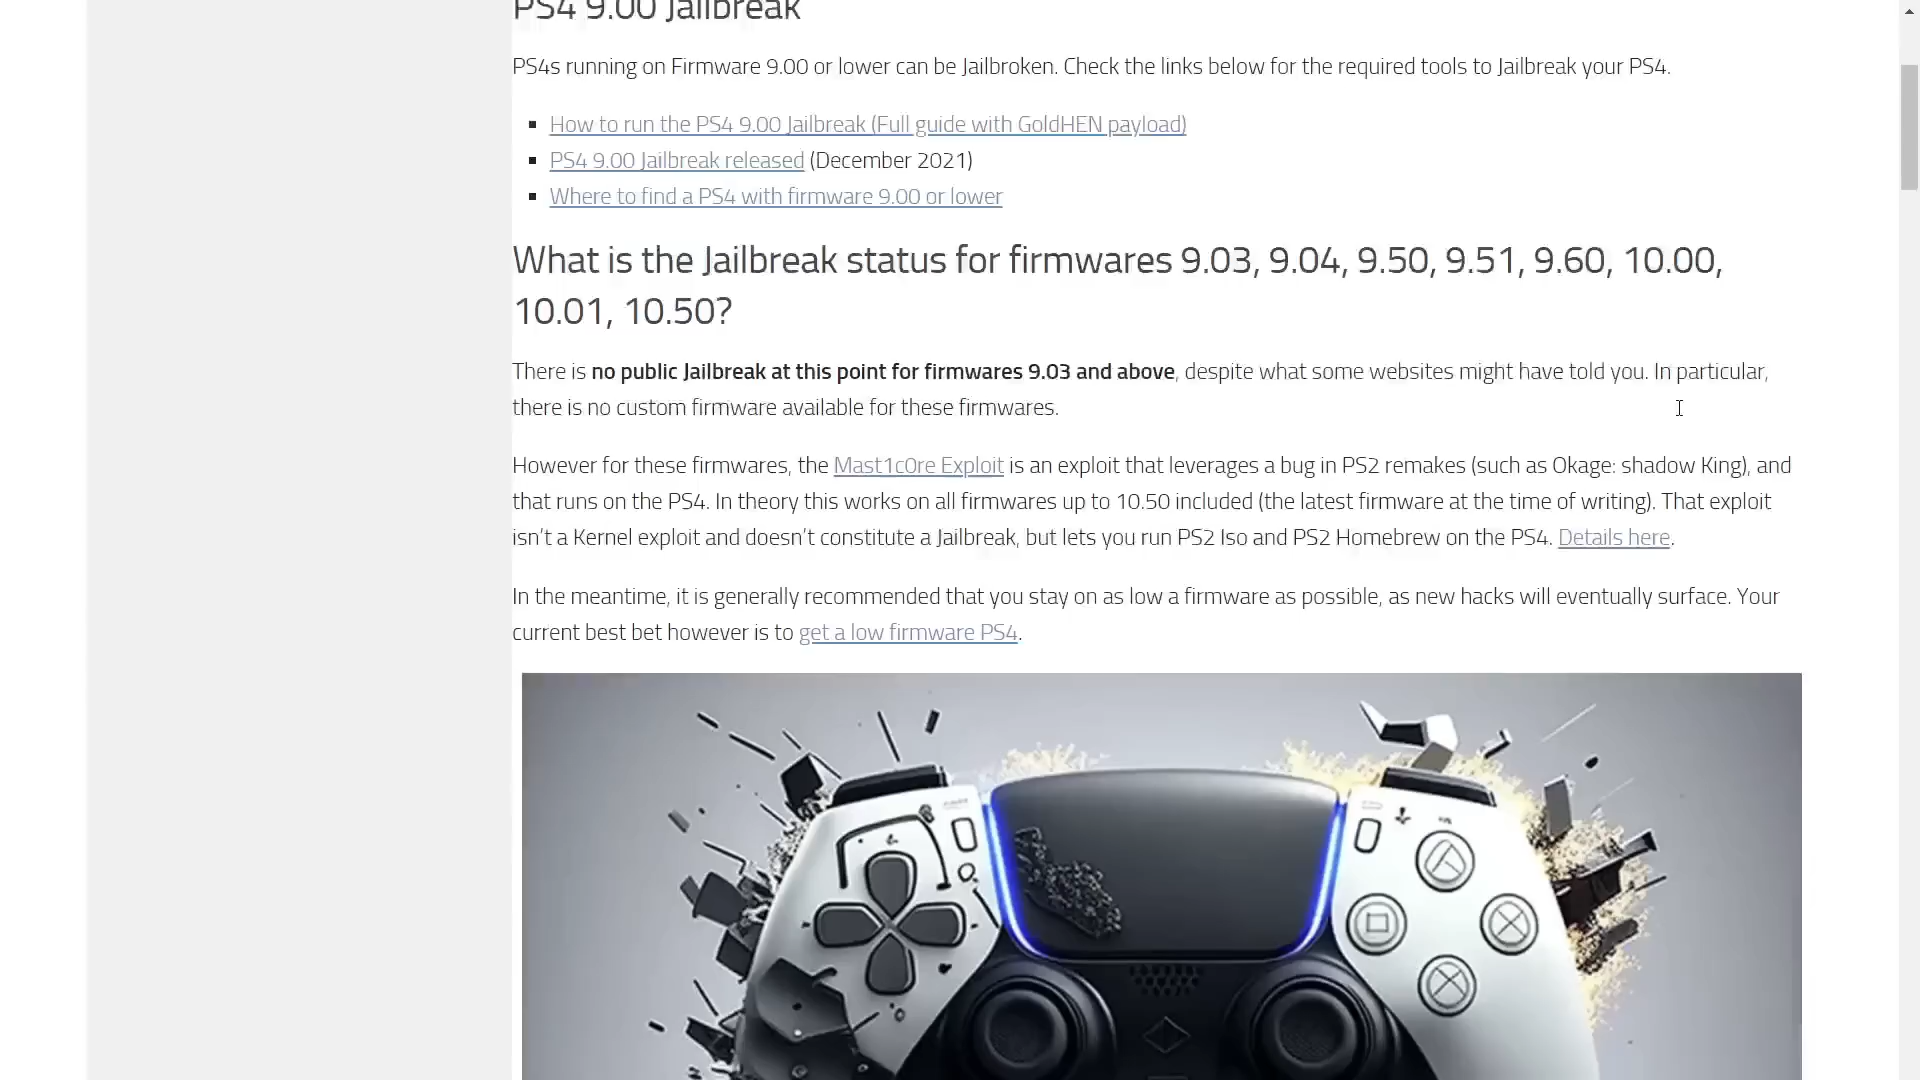 PS4 9.00 Jailbreak
PS4s running on Firmware 9.00 or lower can be Jailbroken. Check the links below for the required tools to Jailbreak your PS4.
How to run the PS4 9.00 Jailbreak (Full guide with GoldHEN payload)
PS4 9.00 Jailbreak released (December 2021)
Where to find a PS4 with firmware 9.00 or lower
What is the Jailbreak status for firmwares 9.03, 9.04, 9.50, 9.51, 9.60, 10.00,
10.01, 10.50?
There is no public Jailbreak at this point for firmwares 9.03 and above, despite what some websites might have told you. In particular,
there is no custom firmware available for these firmwares.
However for these firmwares, the Mast1c0re Exploit is an exploit that leverages a bug in PS2 remakes (such as Okage: shadow King), and
that runs on the PS4. In theory this works on all firmwares up to 10.50 included (the latest firmware at the time of writing). That exploit
isn’t a Kernel exploit and doesn’t constitute a Jailbreak, but lets you run PS2 Iso and PS2 Homebrew on the PS4. Details here.
In the meantime, it is generally recommended that you stay on as low a firmware as possible, as new hacks will eventually surface. Your
current best bet however is to get a low firmware PS4.